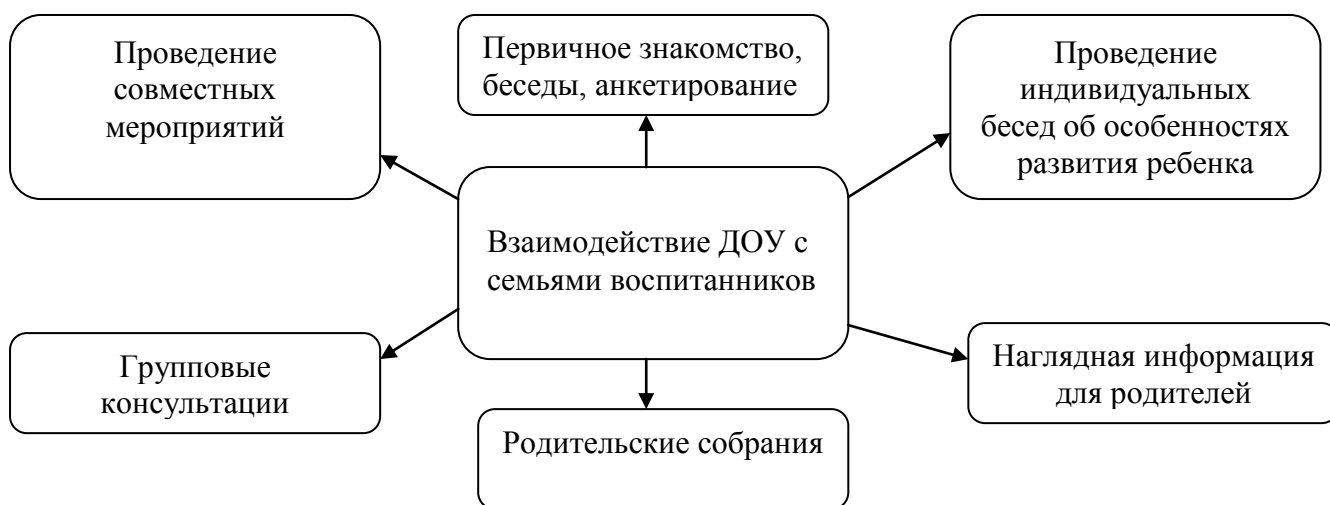 Проведение
совместных
мероприятий
Первичное знакомство,
беседы, анкетирование
Проведение
индивидуальных
бесед об особенностях
развития ребенка
Взаимодействие ДОУ с
семьями воспитанников
Групповые
консультации
Родительские собрания
Наглядная информация
для родителей